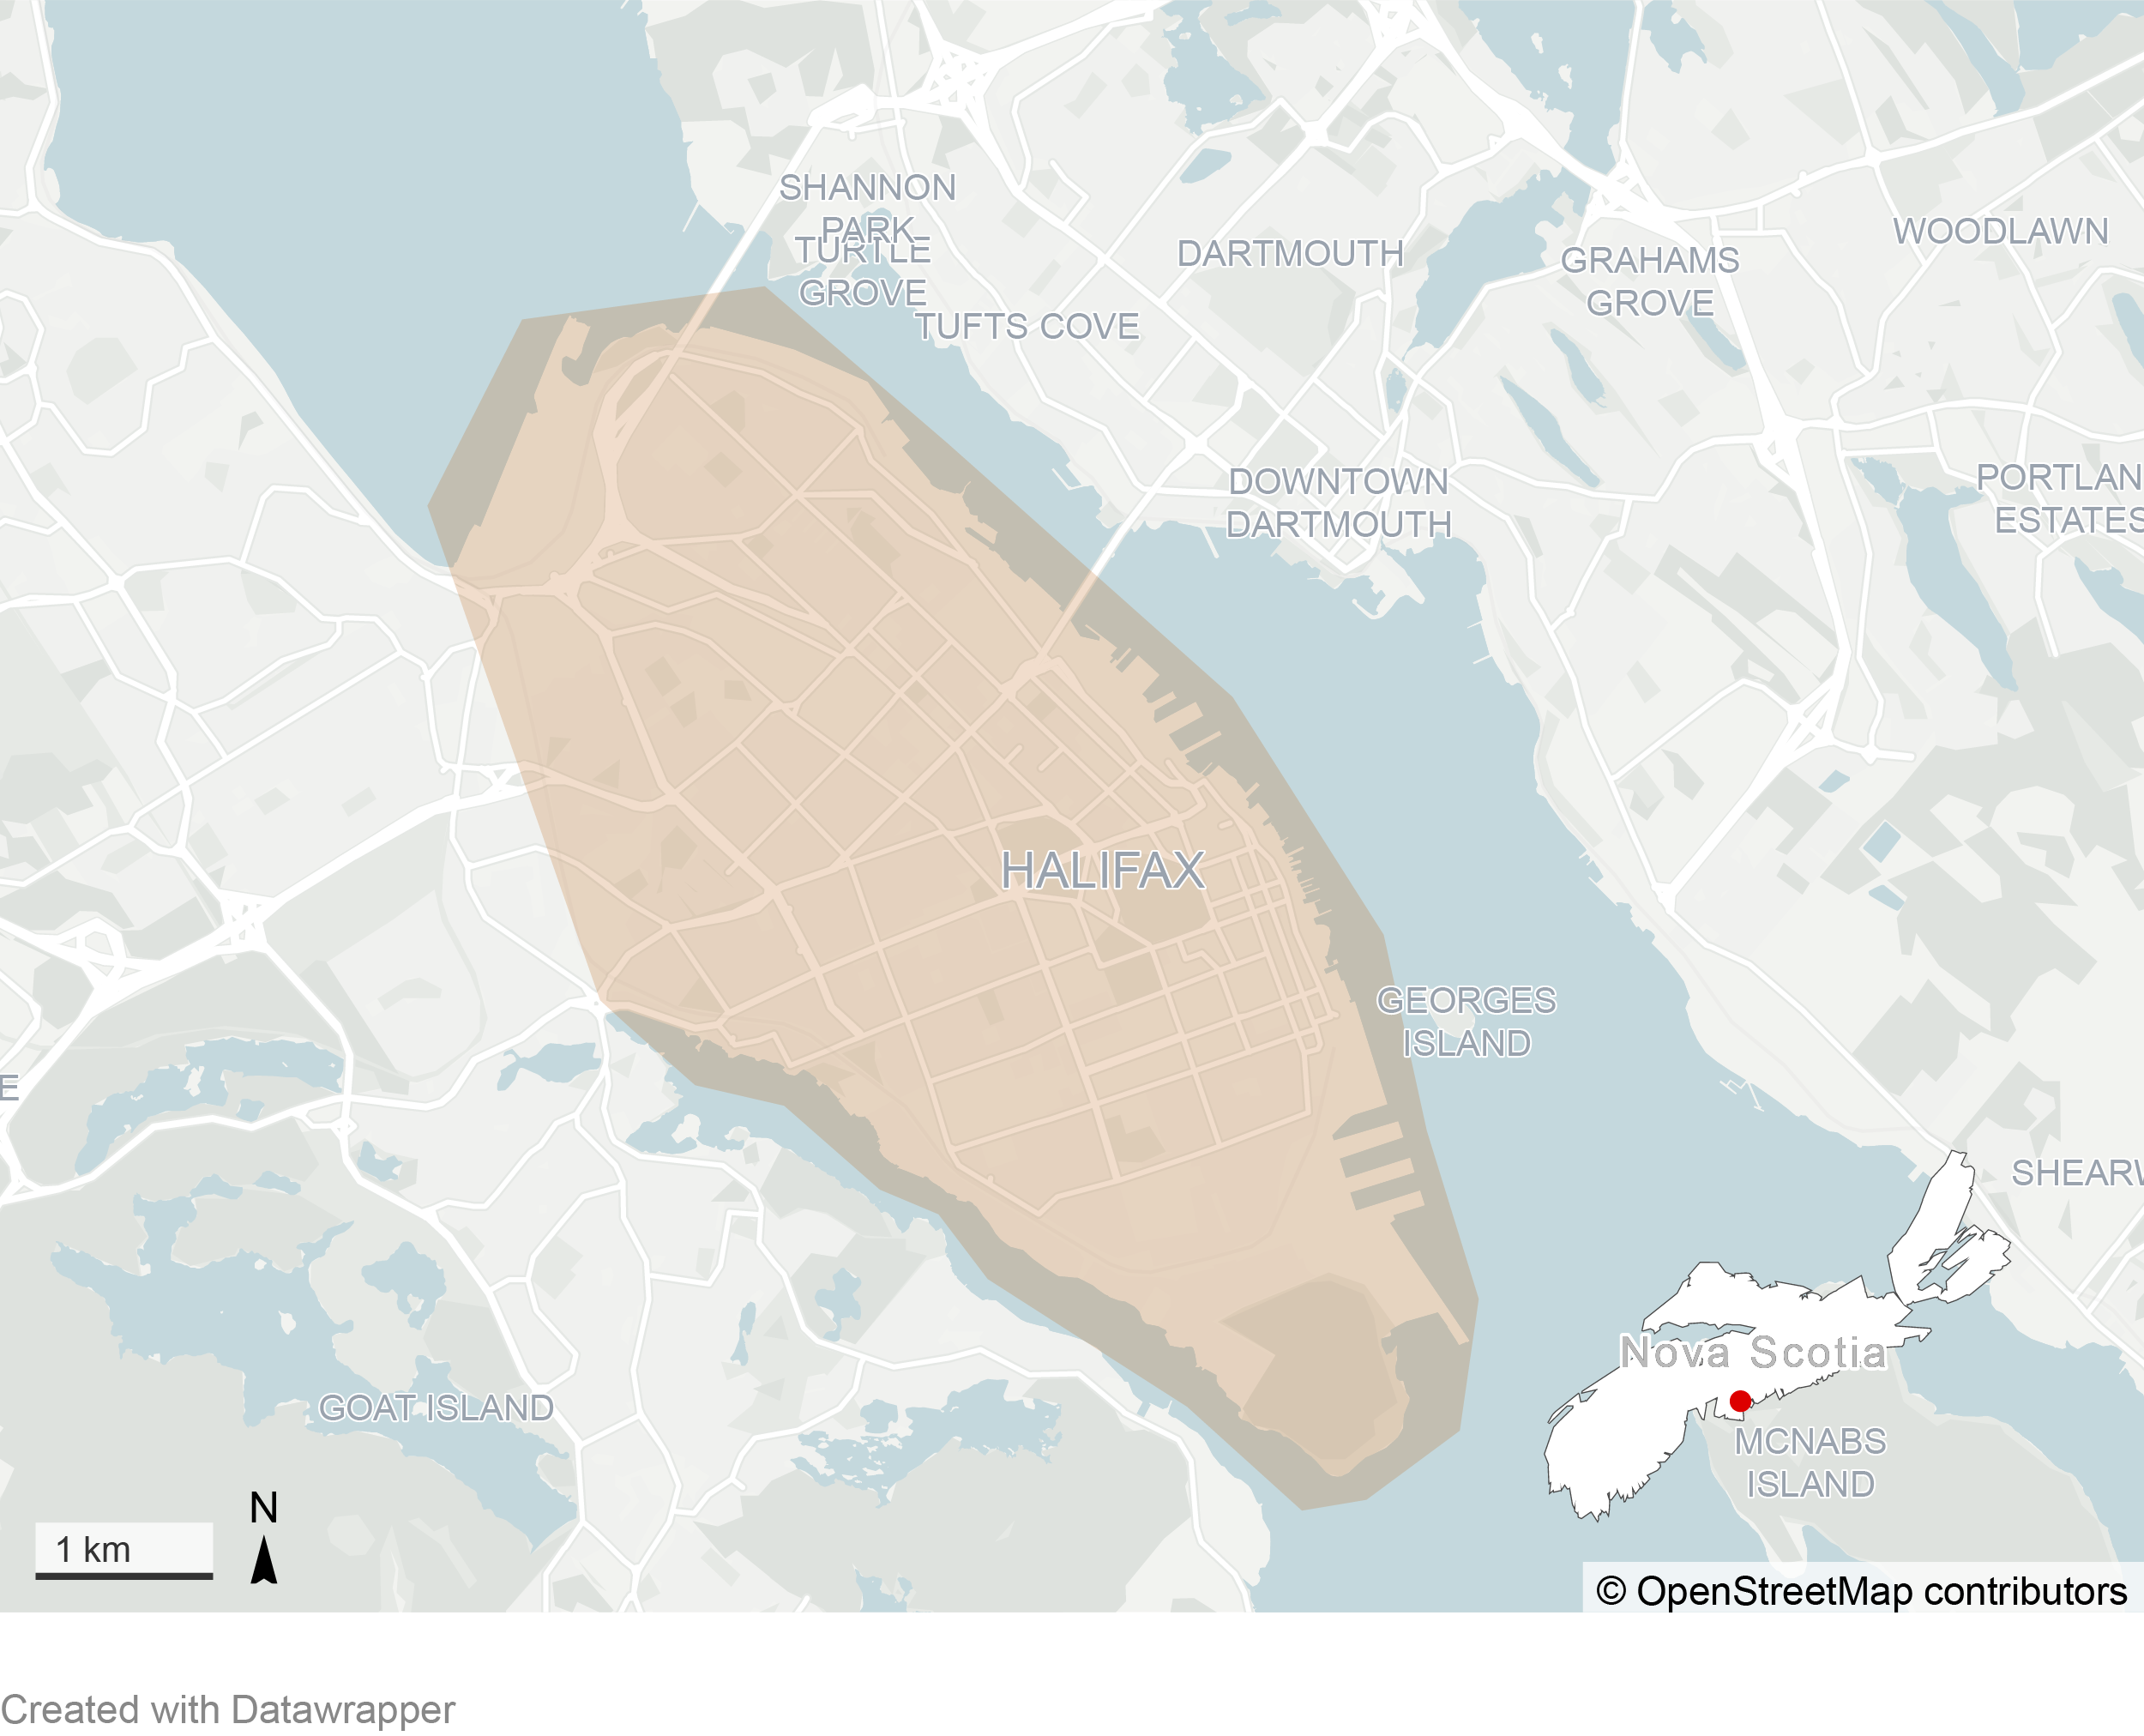 SHANNON
PARK
TURTLE
GROVE
TUFTS COVE
DARTMOUTH
GRAHAMS
GROVE
WOODLAWN
DOWNTOWN
DARTMOUTH
PORTLAN
ESTATES
HALIFAX
GEORGES
ISLAND
E
SHEARW
GOAT ISLAND
Nova Scotia
MCNABS
ISLAND
N
1 km
© OpenStreetMap contributors
Created with Datawrapper